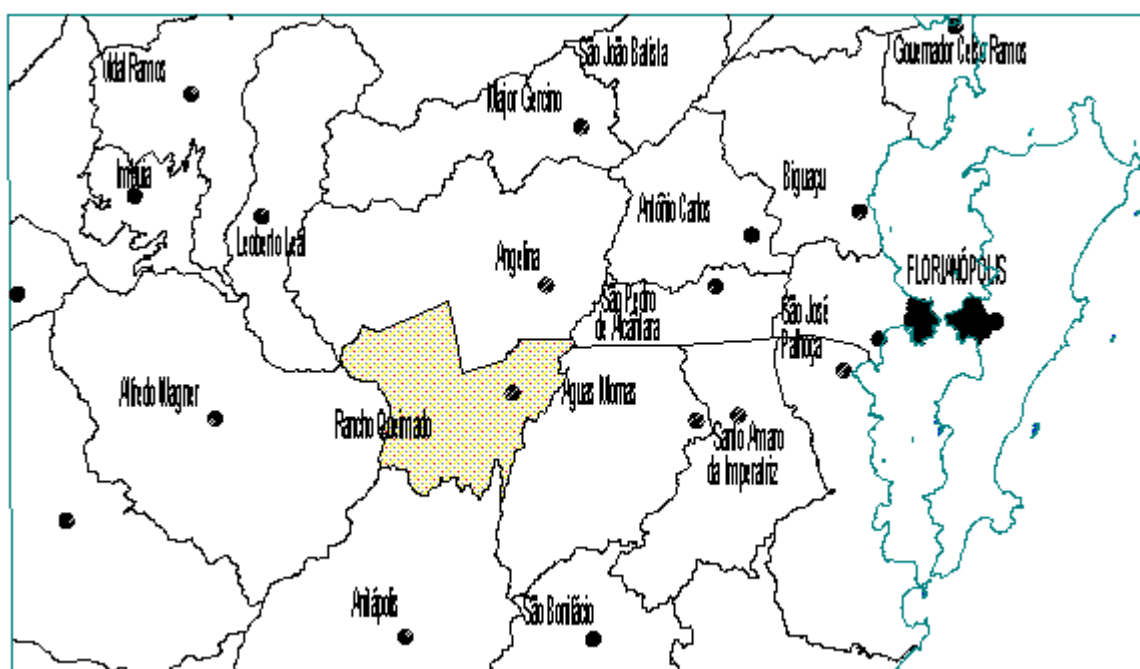 São João Batista
Governador Celso Ramos
Vidal Ramos
Major Gercino
Imbuia
Biguaçu
Antônio Carlos
Leoberto Leal
Angelina
FLORIANÓPOLIS
São Pedro
de Alcântara
São José
Palhoça
Alfredo Wagner
Águas Mornas
Rancho Queimado
Santo Amaro
da Imperatriz
Anitápolis
São Bonifácio